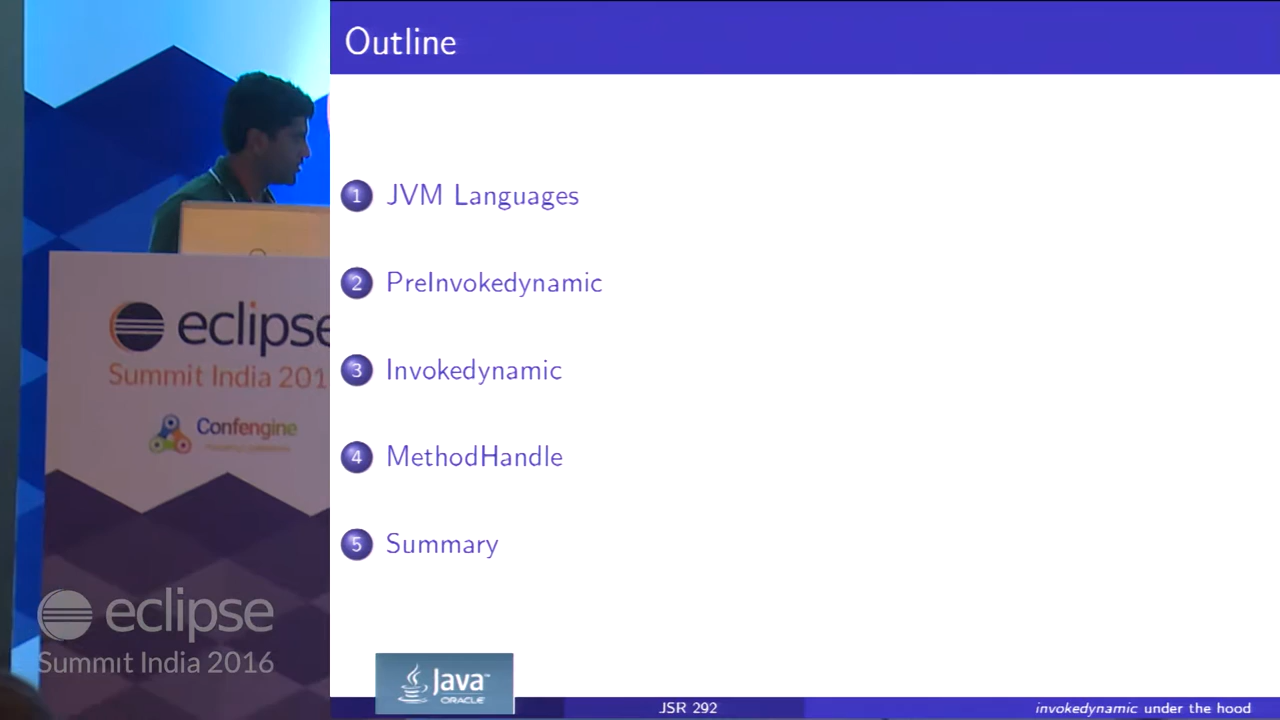 Outline
1 JVM Languages
2 PreInvokedynamic
3 Invokedynamic
4 MethodHandle
5 Summary
Java™
ORACLE
JSR 292
invokedynamic under the hood
eclipse
Summit India 201
Confengine
eclipse
Summit India 2016